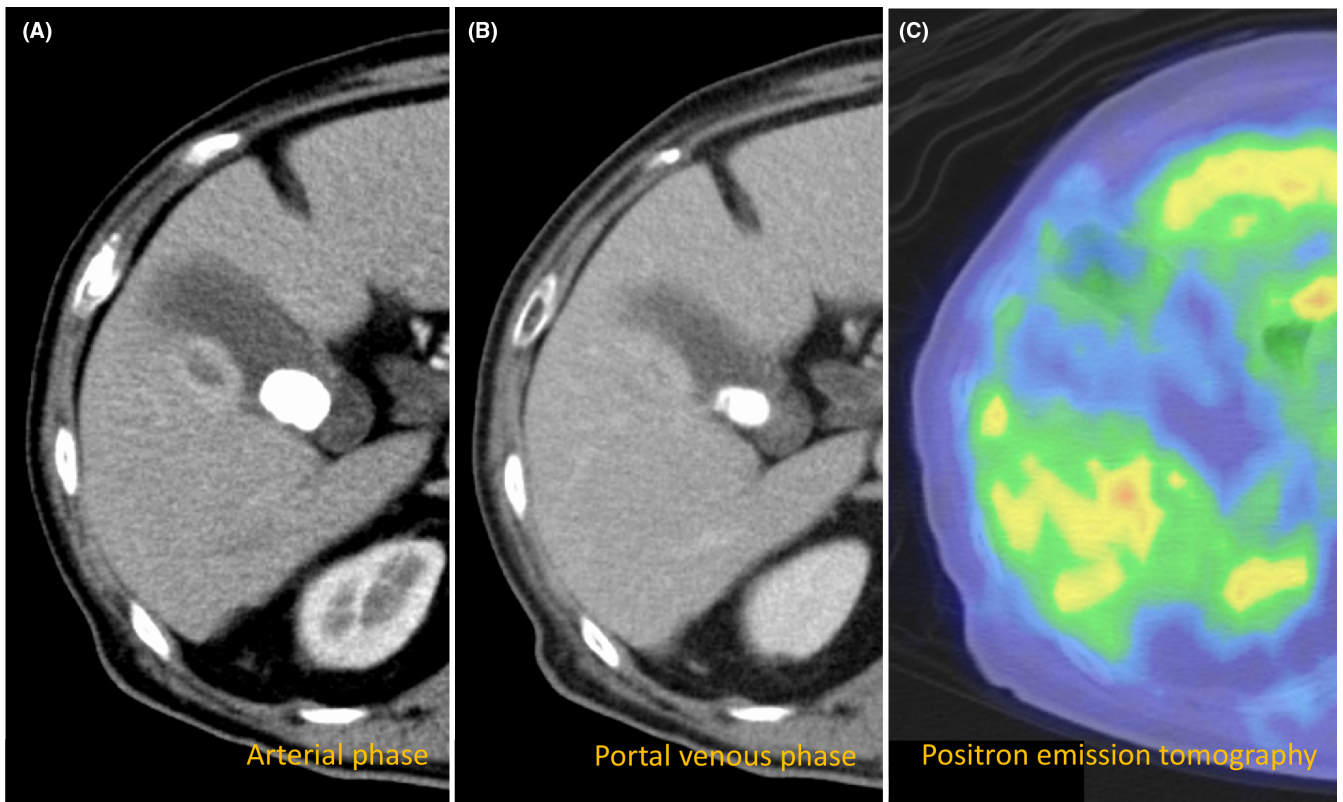 (A)
(B)
(C)
Arterial phase
Portal venous phase
Positron emission tomography